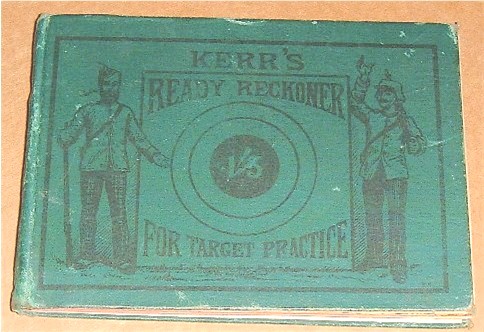 KERR'S
READY RECKONER
1/3
FOR TARGET PRACTICE